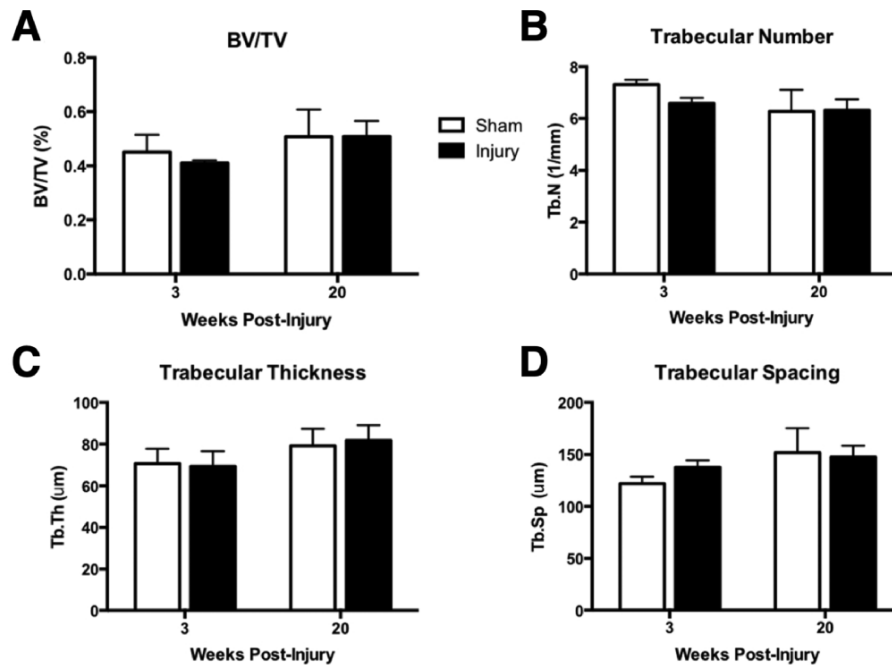 A
BV/TV
BV/TV (%)
0.8
0.6
0.4
0.2
0.0
3
20
Weeks Post-Injury
Sham
Injury
B
Trabecular Number
Tb.N (1/mm)
8
6
4
2
0
3
20
Weeks Post-Injury
C
Trabecular Thickness
Tb.Th (um)
100
80
60
40
20
0
3
20
Weeks Post-Injury
D
Trabecular Spacing
Tb.Sp (um)
200
150
100
50
0
3
20
Weeks Post-Injury